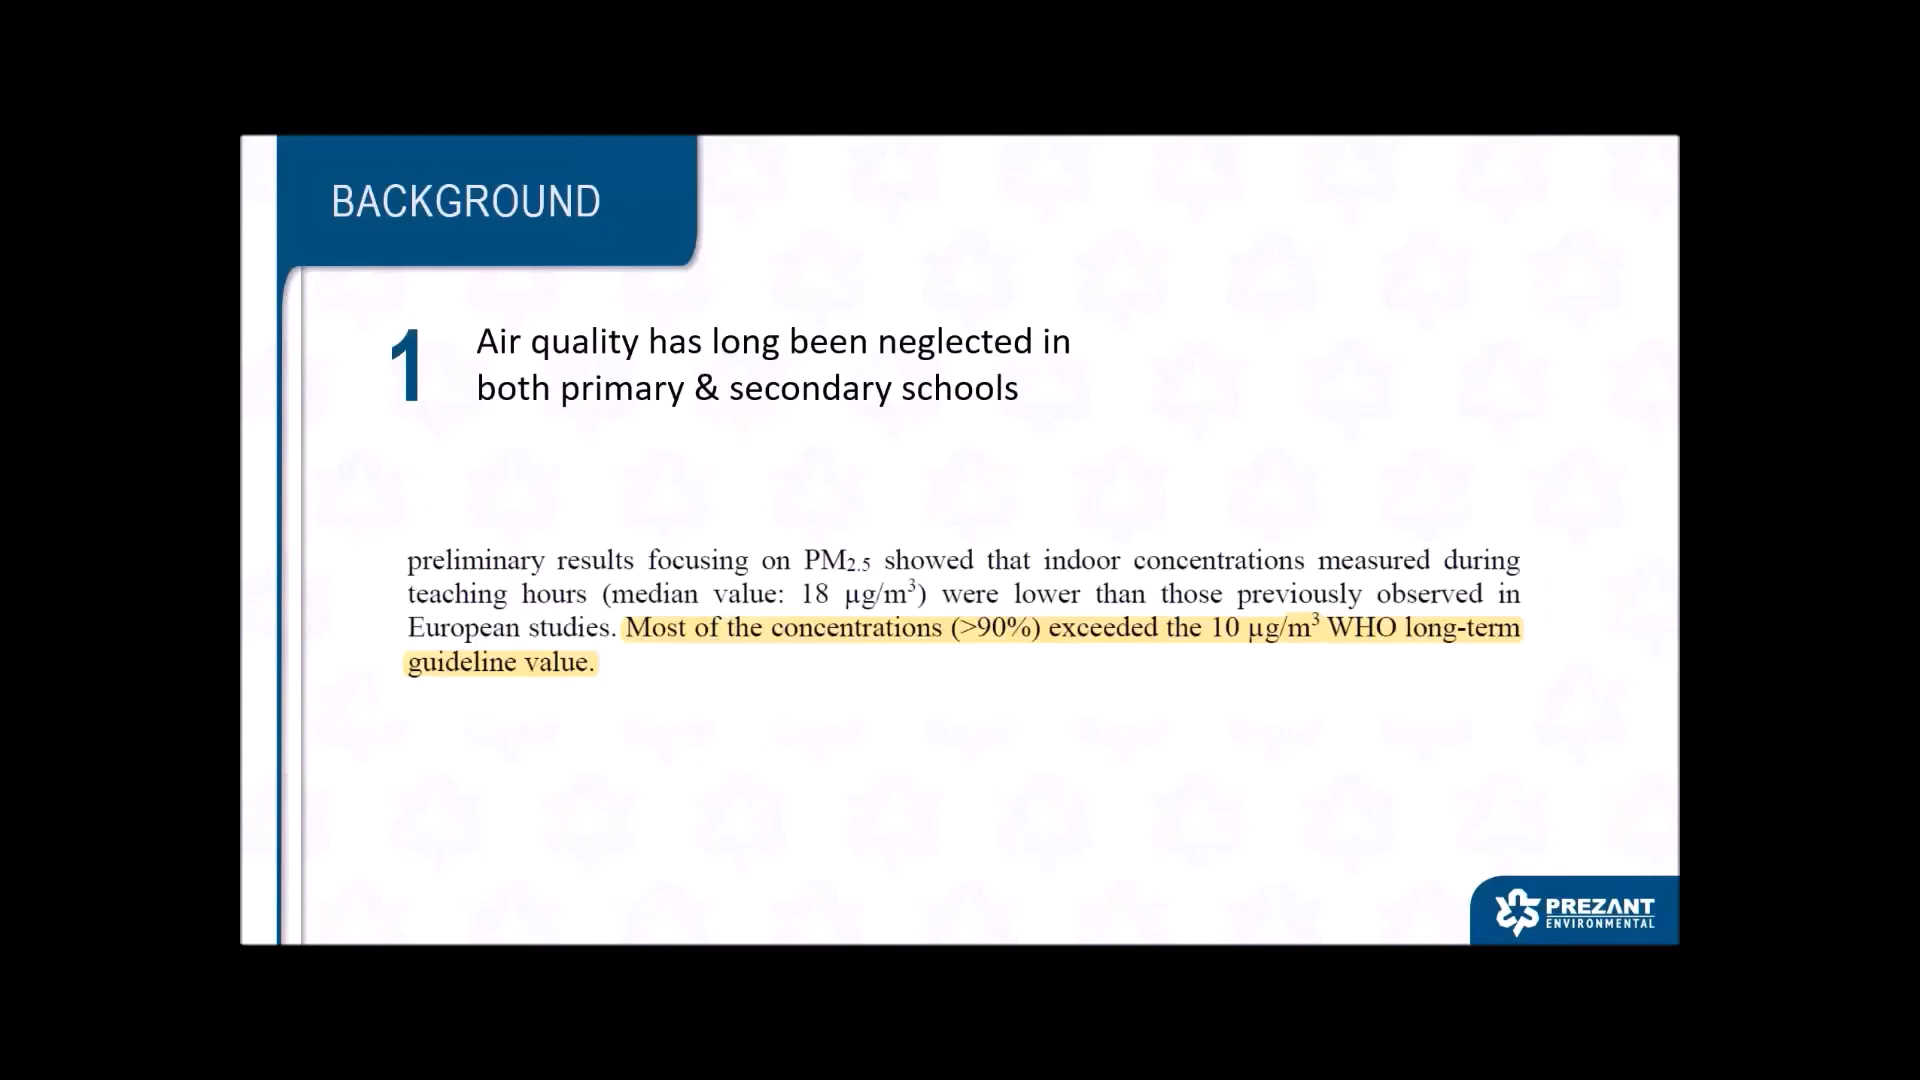 BACKGROUND
1
Air quality has long been neglected in
both primary & secondary schools
preliminary results focusing on PM2.5 showed that indoor concentrations measured during
teaching hours (median value: 18 µg/m³) were lower than those previously observed in
European studies. Most of the concentrations (>90%) exceeded the 10 µg/m³ WHO long-term
guideline value.
PREZANT
ENVIRONMENTAL